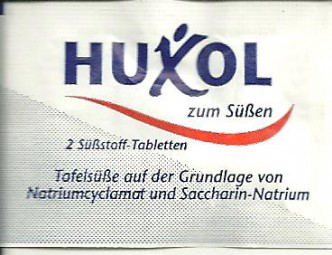 HUXOL
zum Süßen
2 Süßstoff-Tabletten
Tafelsüße auf der Grundlage von
Natriumcyclamat und Saccharin-Natrium